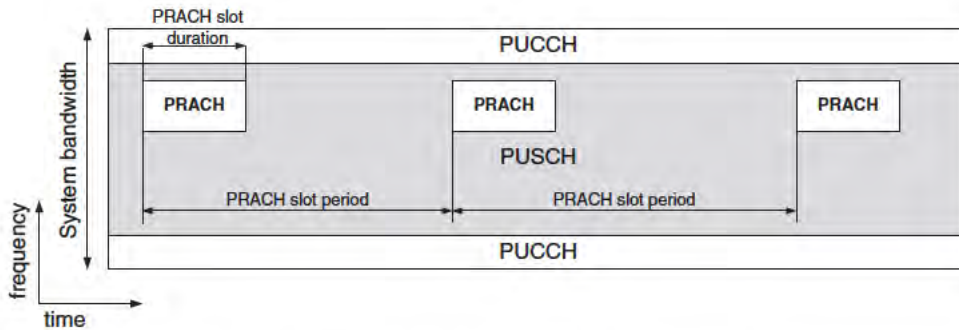 PRACH slot
duration
PUCCH
System bandwidth
PRACH
PRACH
PRACH
PUSCH
PRACH slot period
PRACH slot period
PUCCH
frequency
time